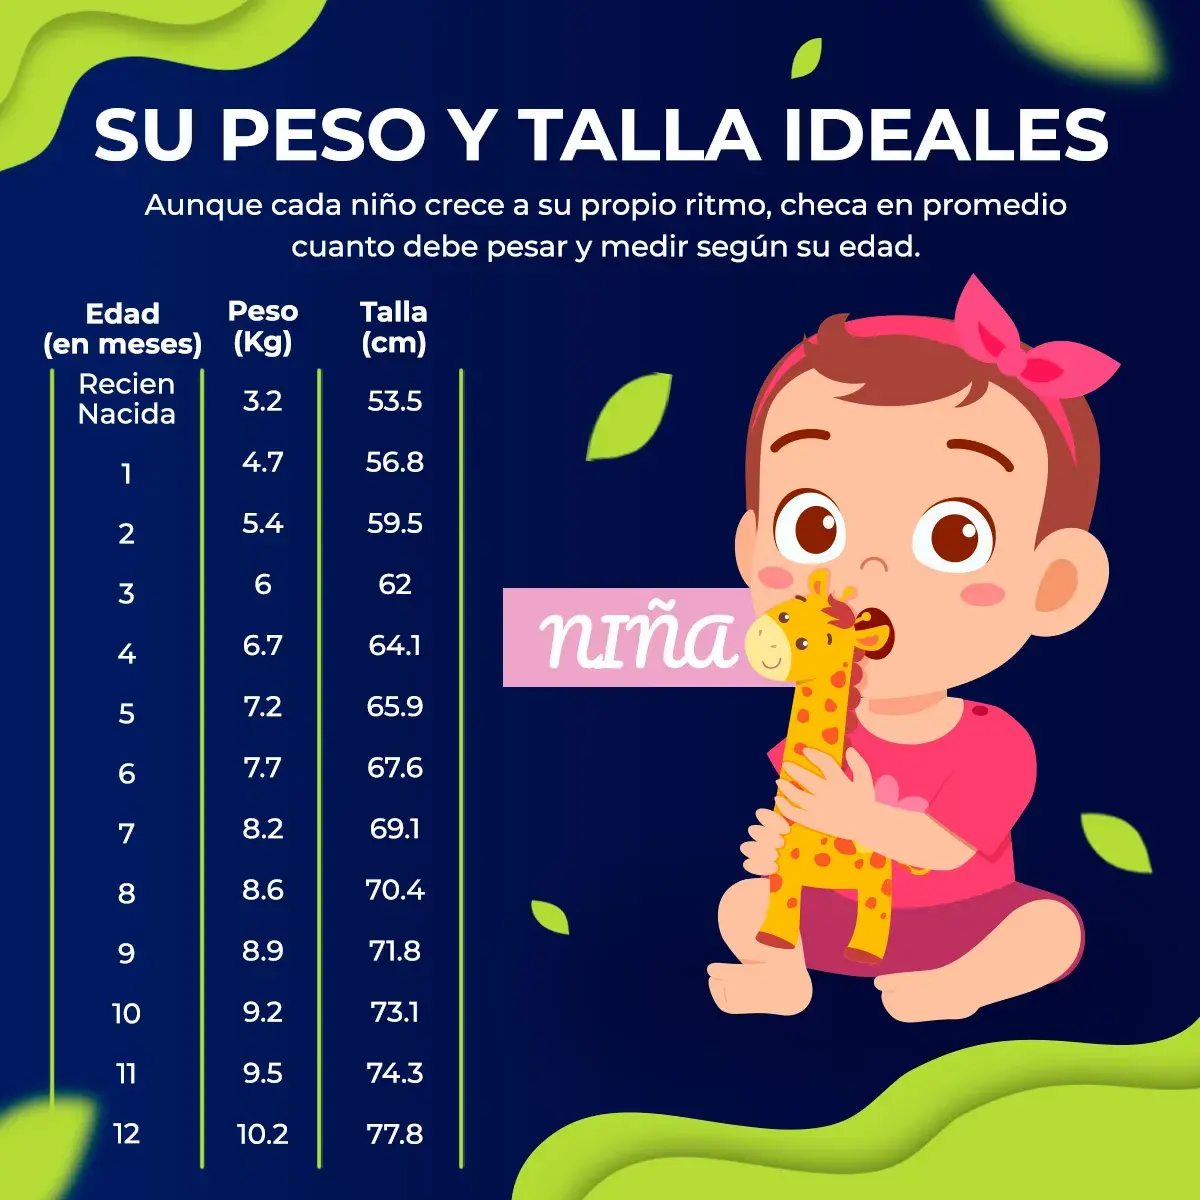 SU PESO Y TALLA IDEALES
Aunque cada niño crece a su propio ritmo, checa en promedio
cuanto debe pesar y medir según su edad.
Edad Peso Talla
(en meses) (Kg) (cm)
Recien
Nacida 3.2 53.5
1 4.7 56.8
2 5.4 59.5
3 6 62
4 6.7 64.1
5 7.2 65.9
6 7.7 67.6
7 8.2 69.1
8 8.6 70.4
9 8.9 71.8
10 9.2 73.1
11 9.5 74.3
12 10.2 77.8
niña